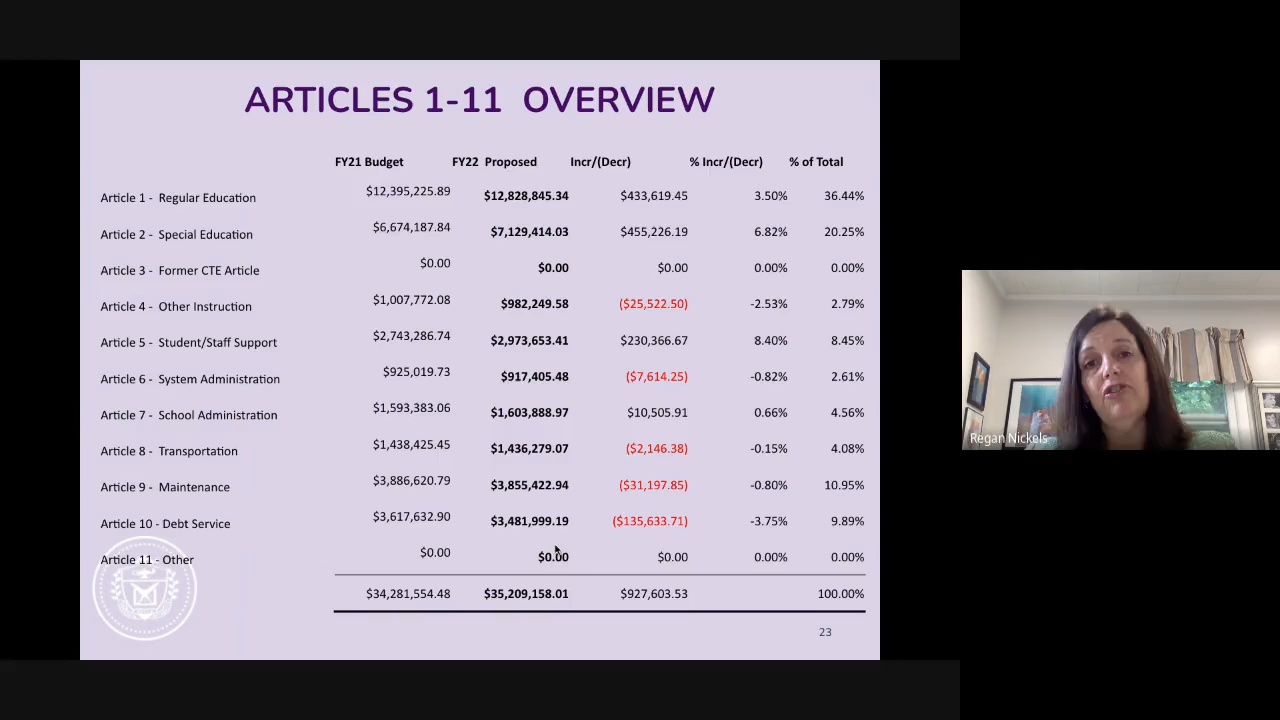 ARTICLES 1-11 OVERVIEW
FY21 Budget FY22 Proposed Incr/(Decr) % Incr/(Decr) % of Total
Article 1 - Regular Education $12,395,225.89 $12,828,845.34 $433,619.45 3.50% 36.44%
Article 2 - Special Education $6,674,187.84 $7,129,414.03 $455,226.19 6.82% 20.25%
Article 3 - Former CTE Article $0.00 $0.00 $0.00 0.00% 0.00%
Article 4 - Other Instruction $1,007,772.08 $982,249.58 ($25,522.50) -2.53% 2.79%
Article 5 - Student/Staff Support $2,743,286.74 $2,973,653.41 $230,366.67 8.40% 8.45%
Article 6 - System Administration $925,019.73 $917,405.48 ($7,614.25) -0.82% 2.61%
Article 7 - School Administration $1,593,383.06 $1,603,888.97 $10,505.91 0.66% 4.56%
Article 8 - Transportation $1,438,425.45 $1,436,279.07 ($2,146.38) -0.15% 4.08%
Article 9 - Maintenance $3,886,620.79 $3,855,422.94 ($31,197.85) -0.80% 10.95%
Article 10 - Debt Service $3,617,632.90 $3,481,999.19 ($135,633.71) -3.75% 9.89%
Article 11 - Other $0.00 $0.00 $0.00 0.00% 0.00%
$34,281,554.48 $35,209,158.01 $927,603.53 100.00%
23
Regan Nickels